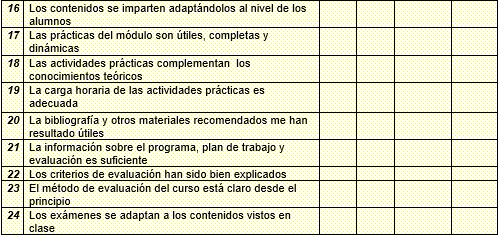 16 Los contenidos se imparten adaptándolos al nivel de los
alumnos
17 Las prácticas del módulo son útiles, completas y
dinámicas
18 Las actividades prácticas complementan los
conocimientos teóricos
19 La carga horaria de las actividades prácticas es
adecuada
20 La bibliografía y otros materiales recomendados me han
resultado útiles
21 La información sobre el programa, plan de trabajo y
evaluación es suficiente
22 Los criterios de evaluación han sido bien explicados
23 El método de evaluación del curso está claro desde el
principio
24 Los exámenes se adaptan a los contenidos vistos en
clase